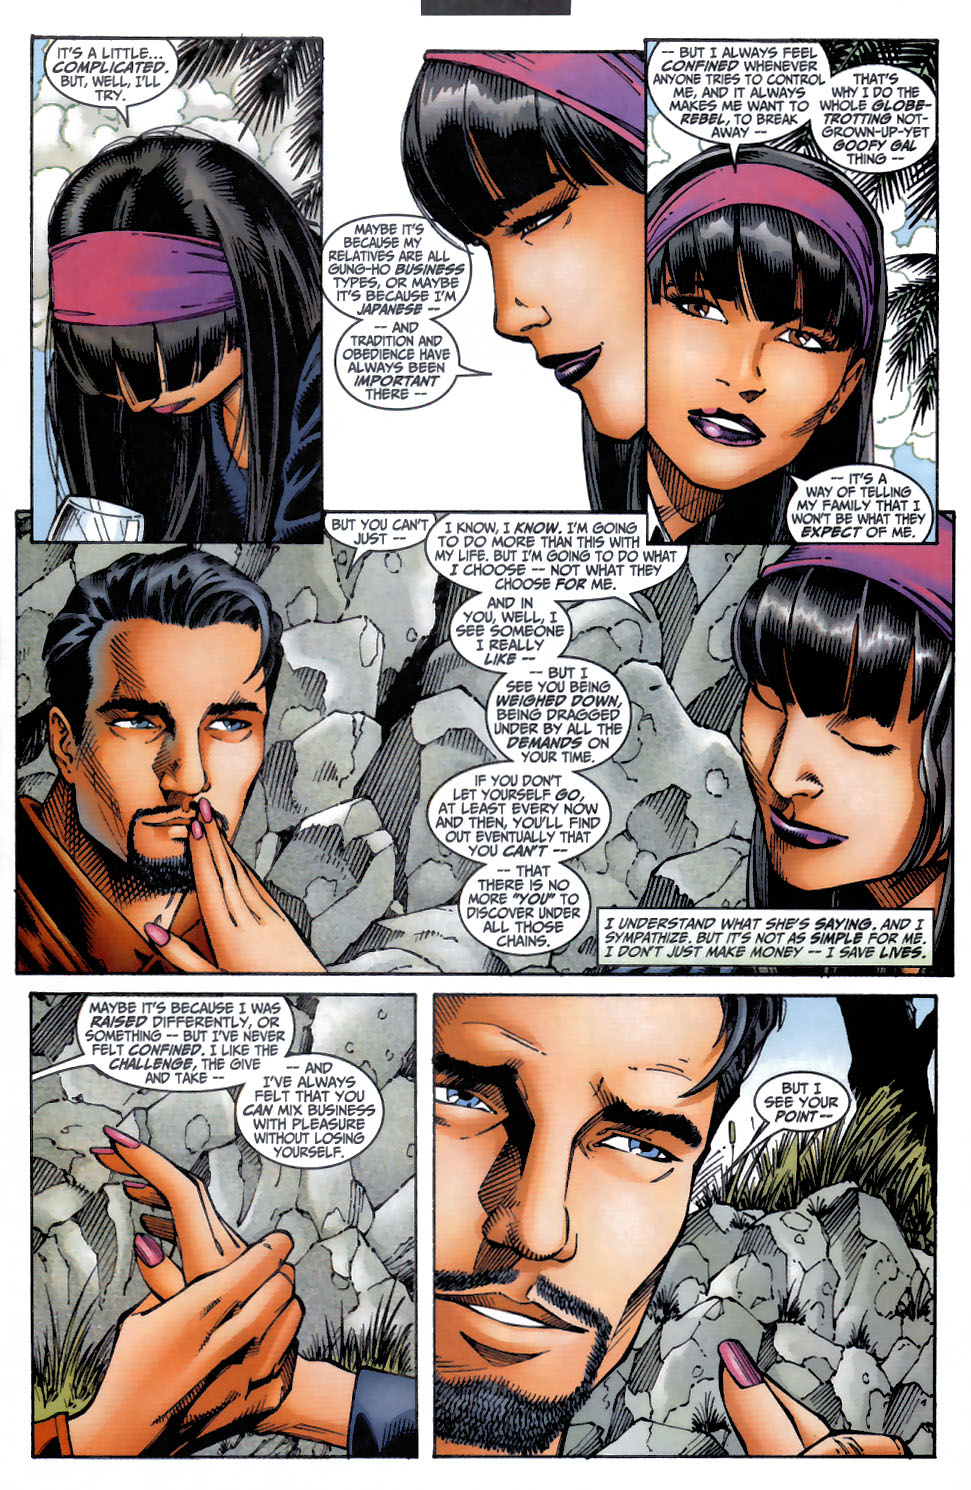 IT'S A LITTLE...
COMPLICATED.
BUT, WELL, I'LL
TRY.
MAYBE IT'S
BECAUSE MY
RELATIVES ARE ALL
GUNG-HO BUSINESS
TYPES, OR MAYBE
IT'S BECAUSE I'M
JAPANESE --
-- AND
TRADITION AND
OBEDIENCE HAVE
ALWAYS BEEN
IMPORTANT
THERE --
-- BUT I ALWAYS FEEL
CONFINED WHENEVER
ANYONE TRIES TO CONTROL
ME, AND IT ALWAYS
MAKES ME WANT TO
REBEL, TO BREAK
AWAY --
THAT'S
WHY I DO THE
WHOLE GLOBE-
TROTTING NOT-
GROWN-UP-YET
GOOFY GAL
THING --
-- IT'S A
WAY OF TELLING
MY FAMILY THAT I
WON'T BE WHAT THEY
EXPECT OF ME.
BUT YOU CAN'T
JUST --
I KNOW, I KNOW. I'M GOING
TO DO MORE THAN THIS WITH
MY LIFE. BUT I'M GOING TO DO WHAT
I CHOOSE -- NOT WHAT THEY
CHOOSE FOR ME.
AND IN
YOU, WELL, I
SEE SOMEONE
I REALLY
LIKE --
-- BUT I
SEE YOU BEING
WEIGHED DOWN,
BEING DRAGGED
UNDER BY ALL THE
DEMANDS ON
YOUR TIME.
IF YOU DON'T
LET YOURSELF GO,
AT LEAST EVERY NOW
AND THEN, YOU'LL FIND
OUT EVENTUALLY THAT
YOU CAN'T --
-- THAT
THERE IS NO
MORE "YOU" TO
DISCOVER UNDER
ALL THOSE
CHAINS.
I UNDERSTAND WHAT SHE'S SAYING. AND I
SYMPATHIZE. BUT IT'S NOT AS SIMPLE FOR ME.
I DON'T JUST MAKE MONEY -- I SAVE LIVES.
MAYBE IT'S BECAUSE I WAS
RAISED DIFFERENTLY, OR
SOMETHING -- BUT I'VE NEVER
FELT CONFINED. I LIKE THE
CHALLENGE, THE GIVE
AND TAKE --
-- AND
I'VE ALWAYS
FELT THAT YOU
CAN MIX BUSINESS
WITH PLEASURE
WITHOUT LOSING
YOURSELF.
BUT I
SEE YOUR
POINT --